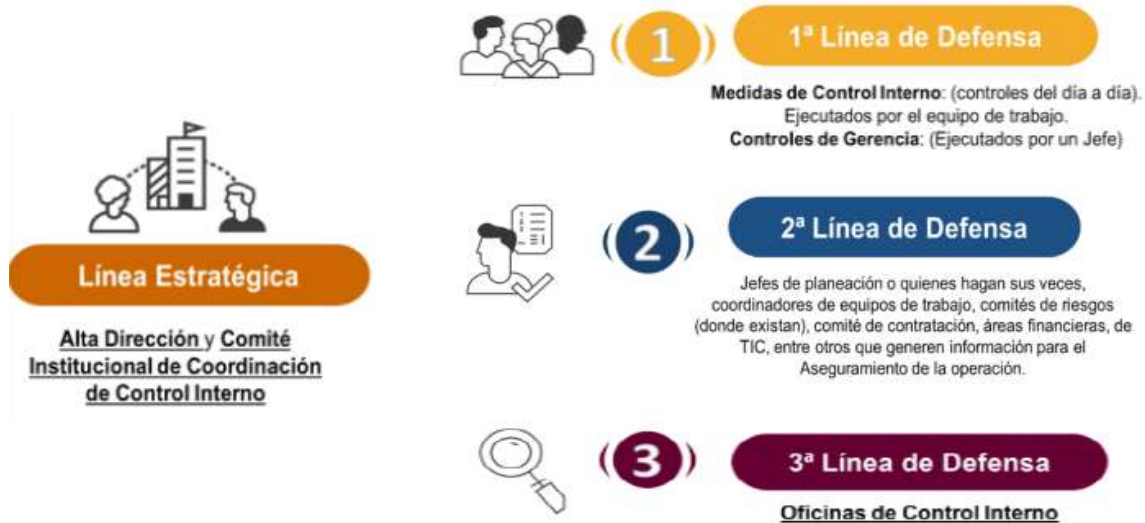 Línea Estratégica
Alta Dirección y Comité
Institucional de Coordinación
de Control Interno
1
1ª Línea de Defensa
Medidas de Control Interno: (controles del día a día).
Ejecutados por el equipo de trabajo.
Controles de Gerencia: (Ejecutados por un Jefe)
2
2ª Línea de Defensa
Jefes de planeación o quienes hagan sus veces,
coordinadores de equipos de trabajo, comités de riesgos
(donde existan), comité de contratación, áreas financieras, de
TIC, entre otros que generen información para el
Aseguramiento de la operación.
3
3ª Línea de Defensa
Oficinas de Control Interno